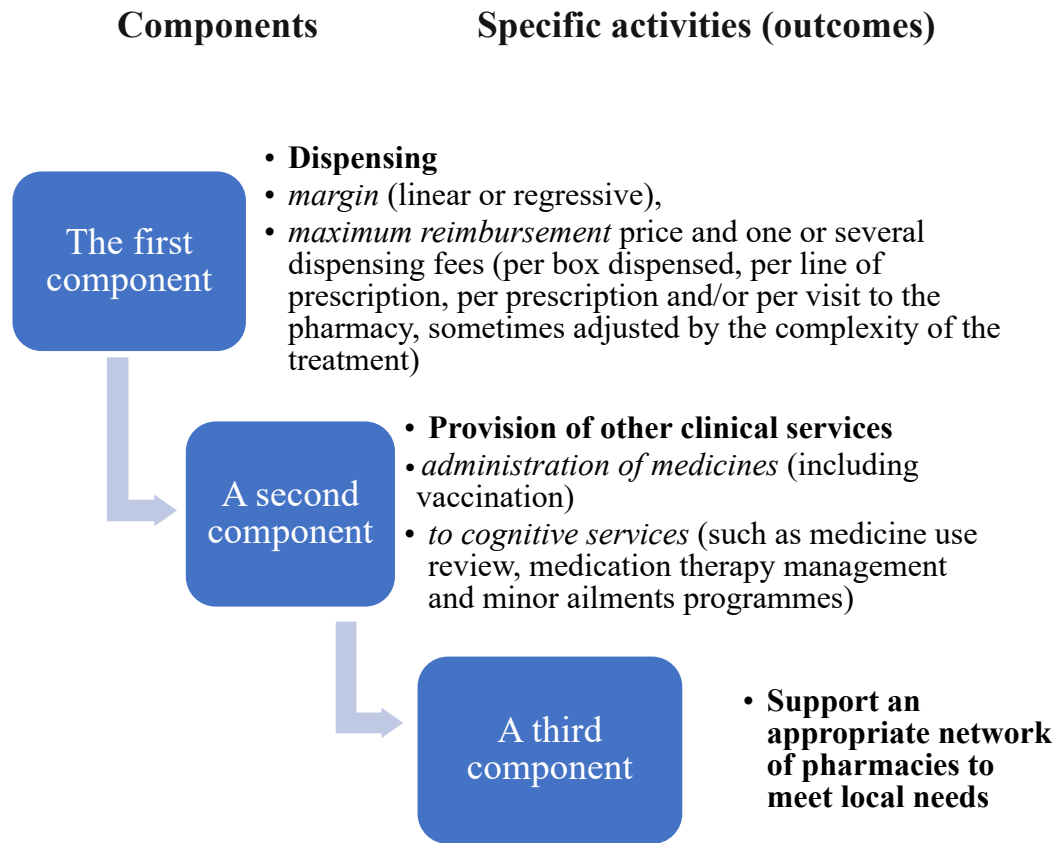 Components Specific activities (outcomes)
The first
component
• Dispensing
• margin (linear or regressive),
• maximum reimbursement price and one or several
dispensing fees (per box dispensed, per line of
prescription, per prescription and/or per visit to the
pharmacy, sometimes adjusted by the complexity of the
treatment)
A second
component
• Provision of other clinical services
• administration of medicines (including
vaccination)
• to cognitive services (such as medicine use
review, medication therapy management
and minor ailments programmes)
A third
component
• Support an
appropriate network
of pharmacies to
meet local needs